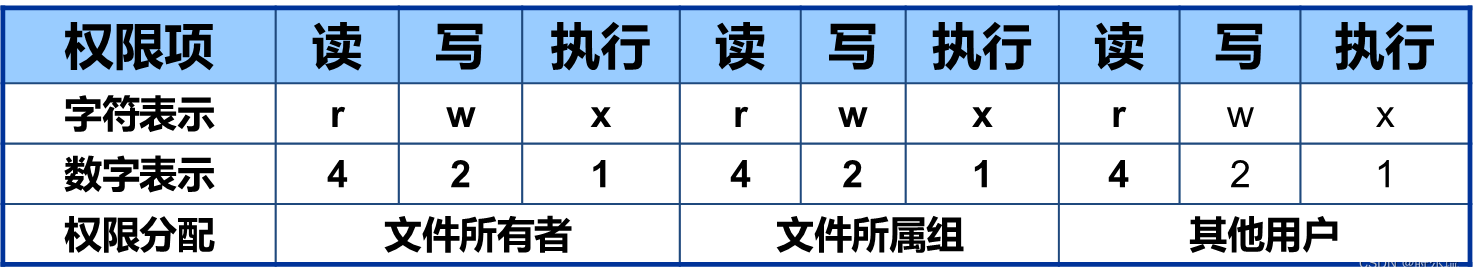 权限项 读 写 执行 读 写 执行 读 写 执行
字符表示 r w x r w x r w x
数字表示 4 2 1 4 2 1 4 2 1
权限分配 文件所有者 文件所属组 其他用户